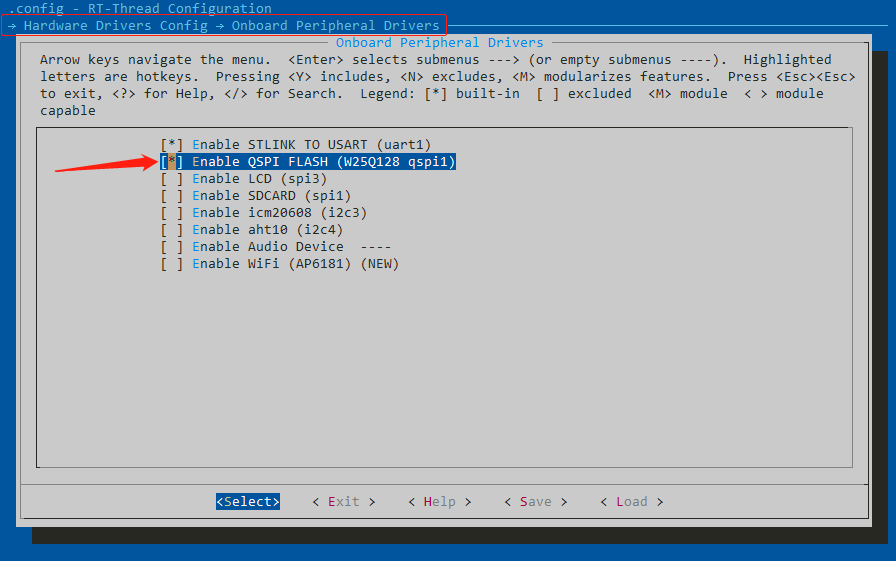 .config - RT-Thread Configuration
→ Hardware Drivers Config → Onboard Peripheral Drivers
Onboard Peripheral Drivers
Arrow keys navigate the menu.  <Enter> selects submenus ---> (or empty submenus ----).  Highlighted
letters are hotkeys.  Pressing <Y> includes, <N> excludes, <M> modularizes features.  Press <Esc><Esc>
to exit, <?> for Help, </> for Search.  Legend: [*] built-in  [ ] excluded  <M> module  < > module
capable
[*] Enable STLINK TO USART (uart1)
[*] Enable QSPI FLASH (W25Q128 qspi1)
[ ] Enable LCD (spi3)
[ ] Enable SDCARD (spi1)
[ ] Enable icm20608 (i2c3)
[ ] Enable aht10 (i2c4)
[ ] Enable Audio Device  ----
[ ] Enable WiFi (AP6181) (NEW)
<Select>    < Exit >    < Help >    < Save >    < Load >